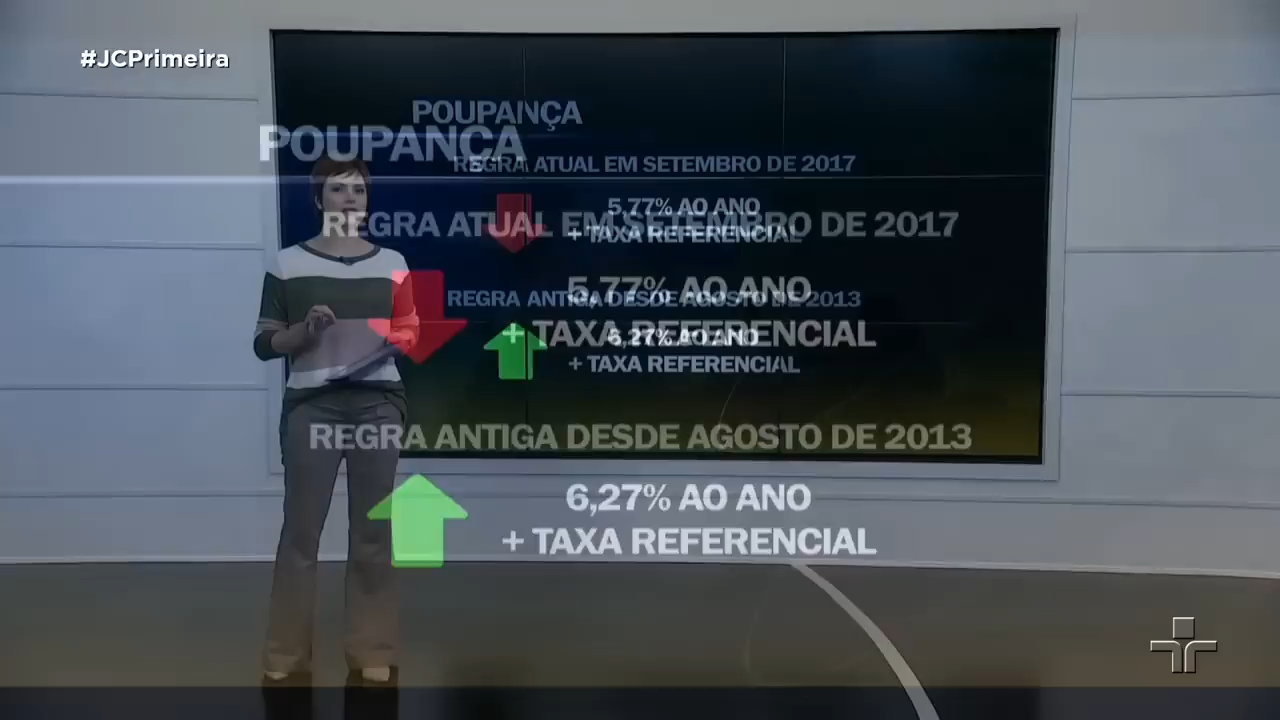 #JCPrimeira
POUPANÇA
POUPANÇA
REGRA ATUAL EM SETEMBRO DE 2017
5,77% AO ANO
+ TAXA REFERENCIAL
REGRA ATUAL EM SETEMBRO DE 2017
5,77% AO ANO
REGRA ANTIGA DESDE AGOSTO DE 2013
+ TAXA REFERENCIAL
6,27% AO ANO
+ TAXA REFERENCIAL
REGRA ANTIGA DESDE AGOSTO DE 2013
6,27% AO ANO
+ TAXA REFERENCIAL